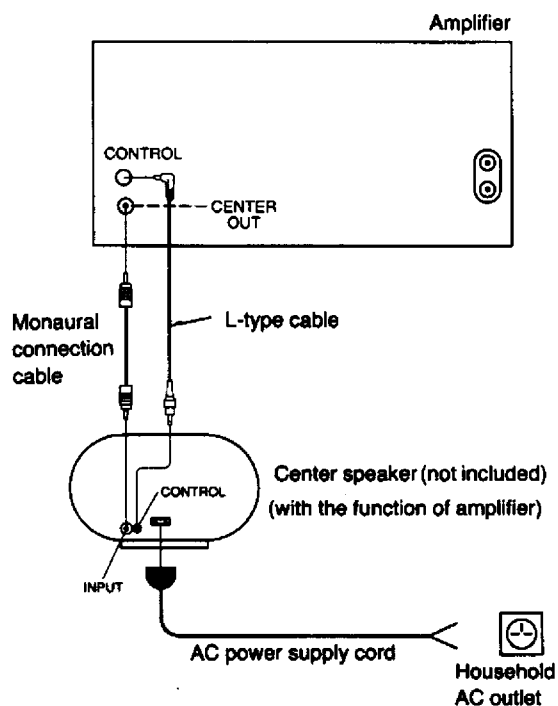 Amplifier
CONTROL
CENTER
OUT
Monaural
connection
cable
L-type cable
Center speaker (not included)
(with the function of amplifier)
CONTROL
INPUT
AC power supply cord
Household
AC outlet